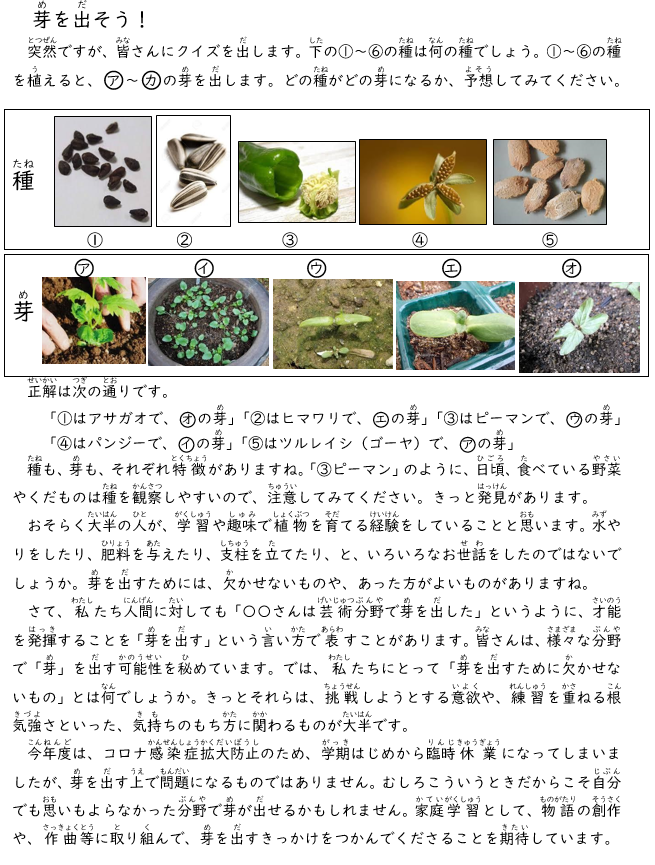 芽を出そう！
突然ですが、皆さんにクイズを出します。下の①～⑥の種は何の種でしょう。①～⑥の種
を植えると、㋐～㋕の芽を出します。どの種がどの芽になるか、予想してみてください。
種
① ② ③ ④ ⑤
㋐ ㋑ ㋒ ㋓ ㋔
芽
正解は次の通りです。
「①はアサガオで、㋔の芽」「②はヒマワリで、㋓の芽」「③はピーマンで、㋒の芽」
「④はパンジーで、㋑の芽」「⑤はツルレイシ（ゴーヤ）で、㋐の芽」
種も、芽も、それぞれ特徴がありますね。「③ピーマン」のように、日頃、食べている野菜
やくだものは種を観察しやすいので、注意してみてください。きっと発見があります。
おそらく大半の人が、学習や趣味で植物を育てる経験をしていることと思います。水や
りをしたり、肥料を与えたり、支柱を立てたり、と、いろいろなお世話をしたのではないで
しょうか。芽を出すためには、欠かせないものや、あった方がよいものがありますね。
さて、私たち人間に対しても「〇〇さんは芸術分野で芽を出した」というように、才能
を発揮することを「芽を出す」という言い方で表すことがあります。皆さんは、様々な分野
で「芽」を出す可能性を秘めています。では、私たちにとって「芽を出すために欠かせな
いもの」とは何でしょうか。きっとそれらは、挑戦しようとする意欲や、練習を重ねる根
気強さといった、気持ちのもち方に関わるものが大半です。
今年度は、コロナ感染症拡大防止のため、学期はじめから臨時休業になってしまいま
したが、芽を出す上で問題になるものではありません。むしろこういうときだからこそ自分
でも思いもよらなかった分野で芽が出せるかもしれません。家庭学習として、物語の創作
や、作曲等に取り組んで、芽を出すきっかけをつかんでくださることを期待しています。